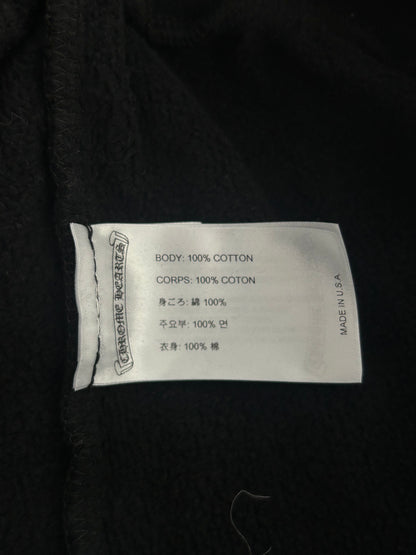 CHROME HEARTS
BODY: 100% COTTON
CORPS: 100% COTON
身ごろ: 綿 100%
주요부: 100% 면
衣身: 100% 棉
MADE IN U.S.A